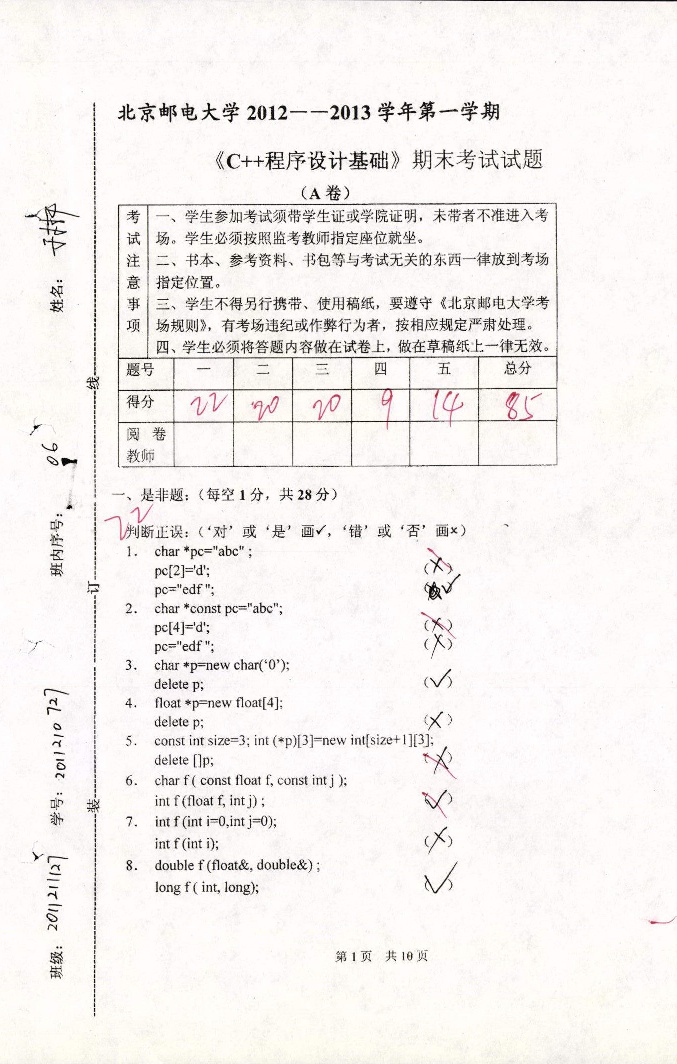 北京邮电大学 2012——2013 学年第一学期
《C++程序设计基础》期末考试试题
（A 卷）
考试注意事项
一、学生参加考试须带学生证或学院证明，未带者不准进入考
场。学生必须按照监考教师指定座位就坐。
二、书本、参考资料、书包等与考试无关的东西一律放到考场
指定位置。
三、学生不得另行携带、使用稿纸，要遵守《北京邮电大学考
场规则》，有考场违纪或作弊行为者，按相应规定严肃处理。
四、学生必须将答题内容做在试卷上，做在草稿纸上一律无效。
题号 一 二 三 四 五 总分
得分 22 20 20 9 14 85
阅 卷
教师
一、是非题：（每空 1 分，共 28 分）
22
判断正误：（‘对’或‘是’画✓，‘错’或‘否’画×）
1. char *pc="abc" ;
pc[2]='d'; (×)
pc="edf "; ✓
2. char *const pc="abc";
pc[4]='d'; (×)
pc="edf "; (×)
3. char *p=new char(‘0’);
delete p; (✓)
4. float *p=new float[4];
delete p; (×)
5. const int size=3; int (*p)[3]=new int[size+1][3];
delete []p; (×)
6. char f ( const float f, const int j );
int f (float f, int j) ; (✓)
7. int f (int i=0,int j=0);
int f (int i); (×)
8. double f (float&, double&) ;
long f ( int, long); (✓)
第 1 页 共 10 页
姓名：
班内序号： 06
学号： 2011210727
班级： 2011211127
线
订
装